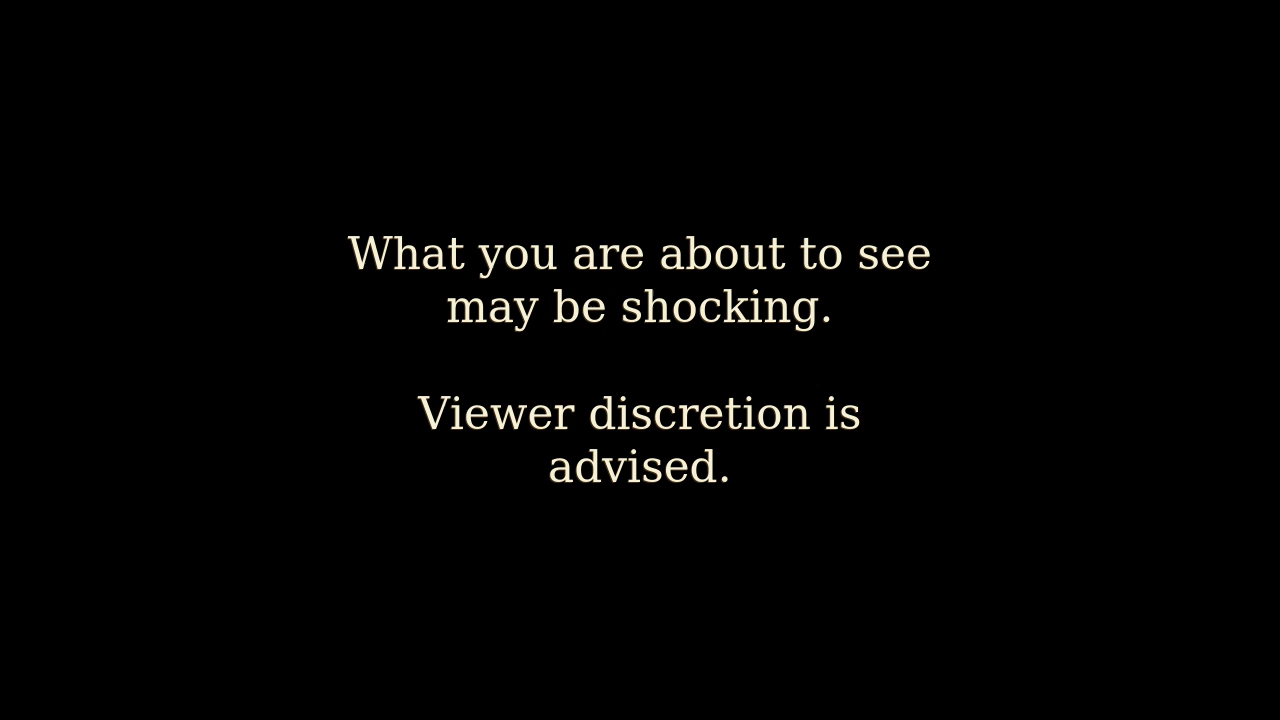 What you are about to see
may be shocking.
Viewer discretion is
advised.